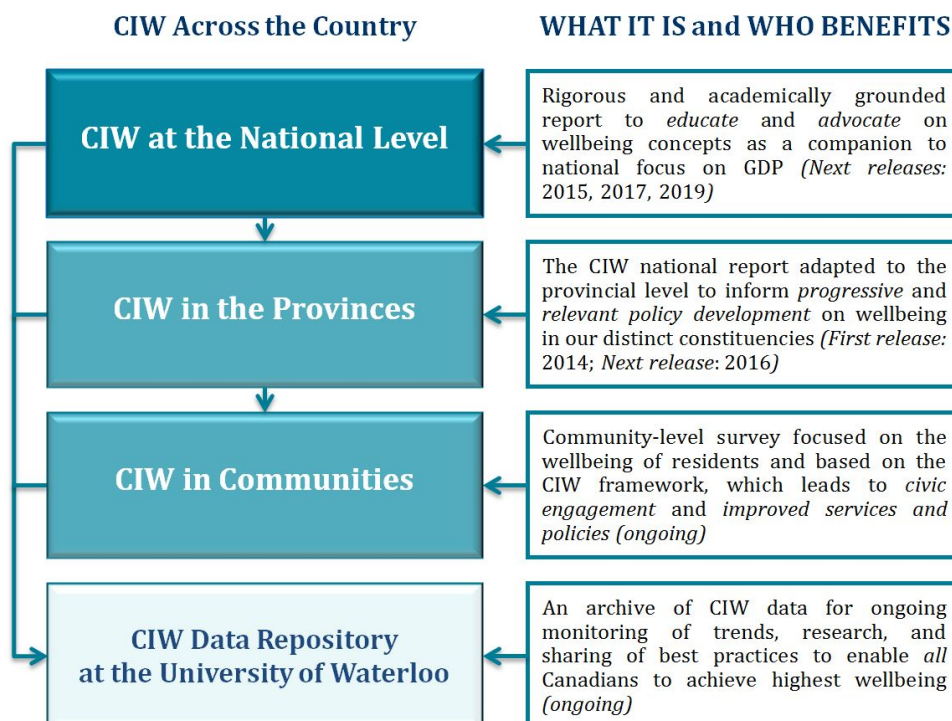 CIW Across the Country
WHAT IT IS and WHO BENEFITS
CIW at the National Level
Rigorous and academically grounded
report to educate and advocate on
wellbeing concepts as a companion to
national focus on GDP (Next releases:
2015, 2017, 2019)
CIW in the Provinces
The CIW national report adapted to the
provincial level to inform progressive and
relevant policy development on wellbeing
in our distinct constituencies (First release:
2014; Next release: 2016)
CIW in Communities
Community-level survey focused on the
wellbeing of residents and based on the
CIW framework, which leads to civic
engagement and improved services and
policies (ongoing)
CIW Data Repository
at the University of Waterloo
An archive of CIW data for ongoing
monitoring of trends, research, and
sharing of best practices to enable all
Canadians to achieve highest wellbeing
(ongoing)